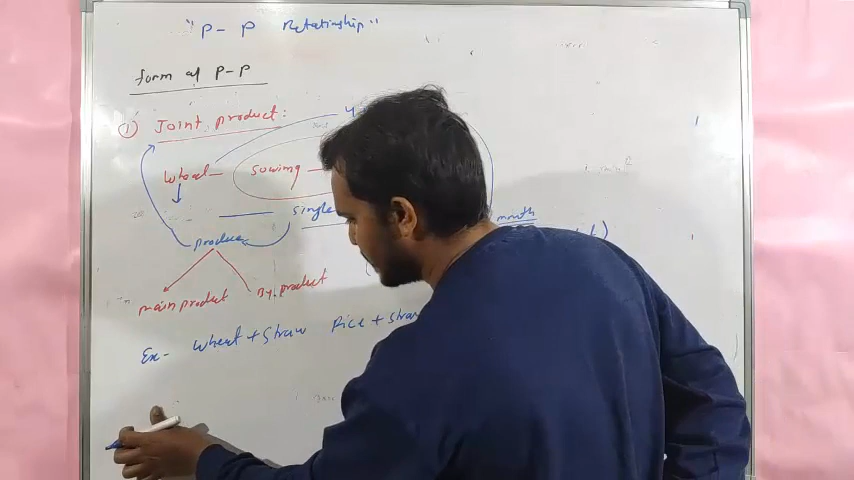 "P - P Relationship"
form of P-P
① Joint product:
Wheat - Sowing -
single
month
produce
main product By. product
Ex- Wheat + Straw Rice + Straw